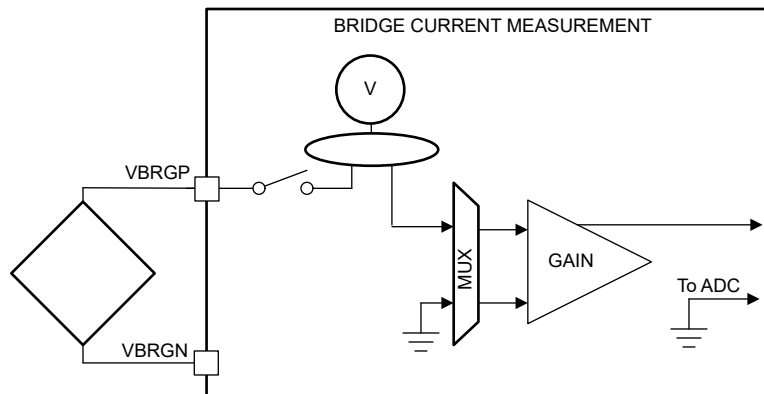 BRIDGE CURRENT MEASUREMENT
V
VBRGP
MUX
GAIN
To ADC
VBRGN